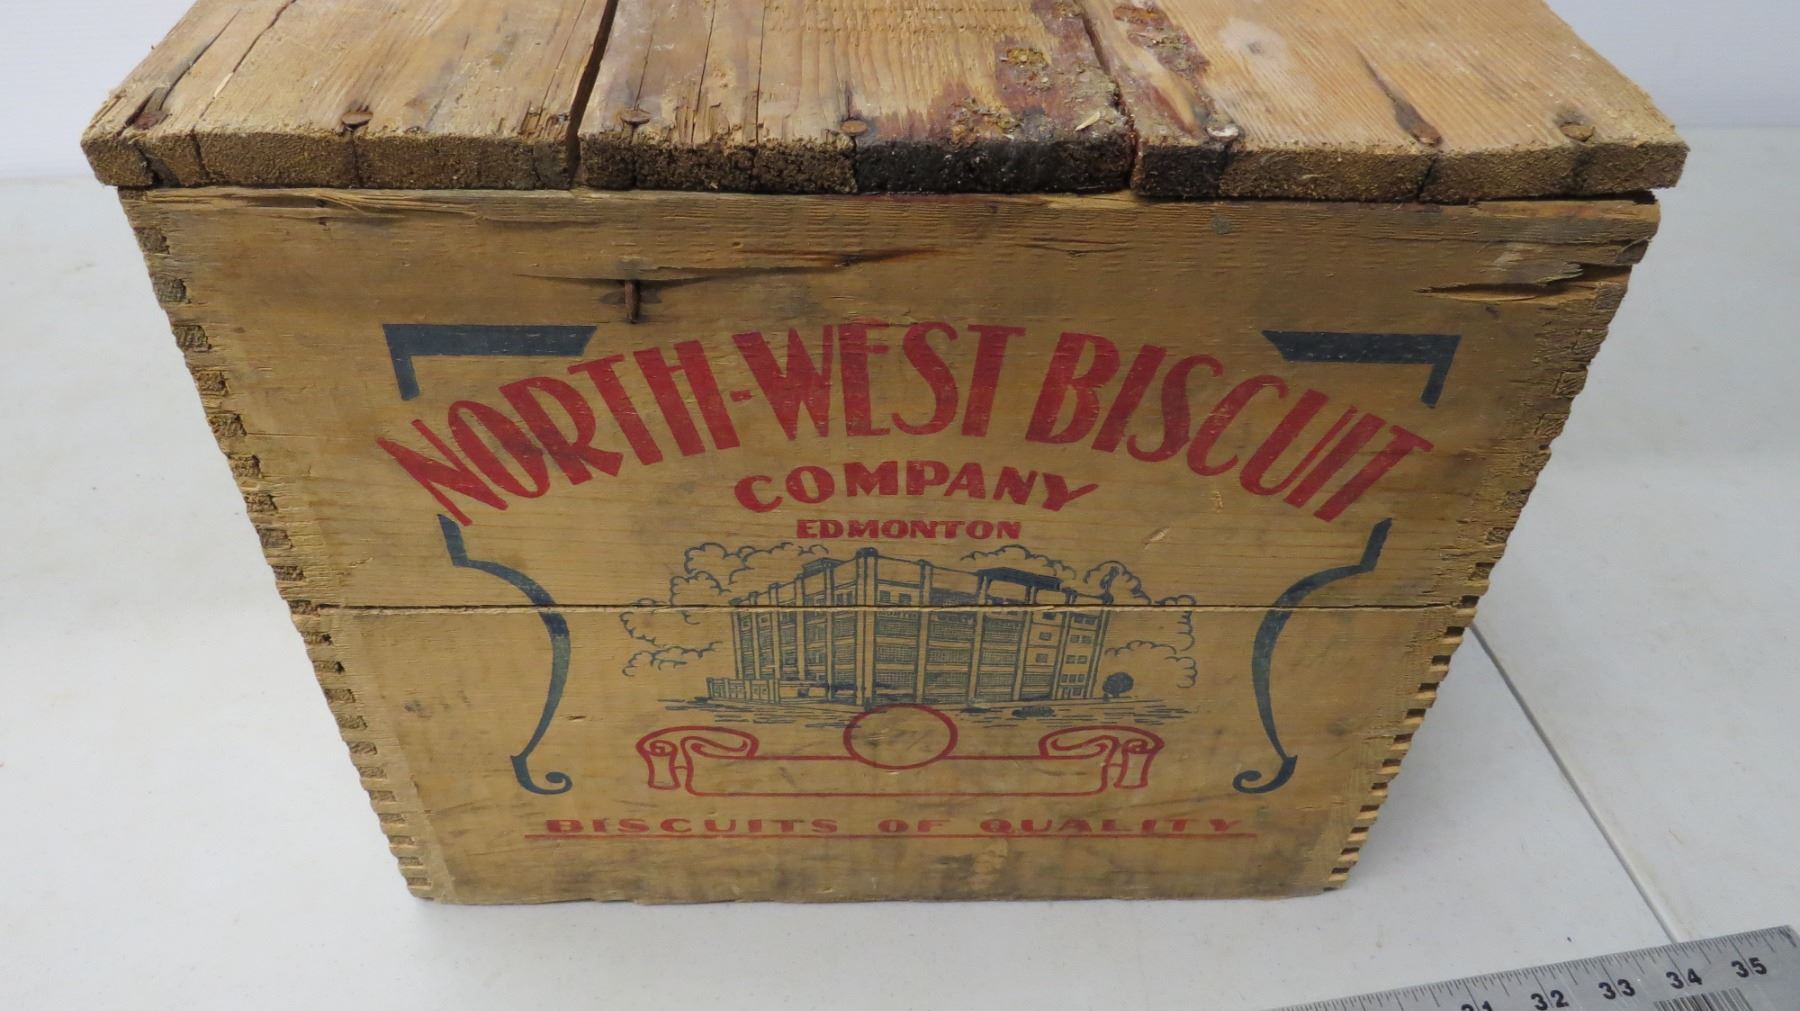 NORTH-WEST BISCUIT
COMPANY
EDMONTON
BISCUITS OF QUALITY
31 32 33 34 35